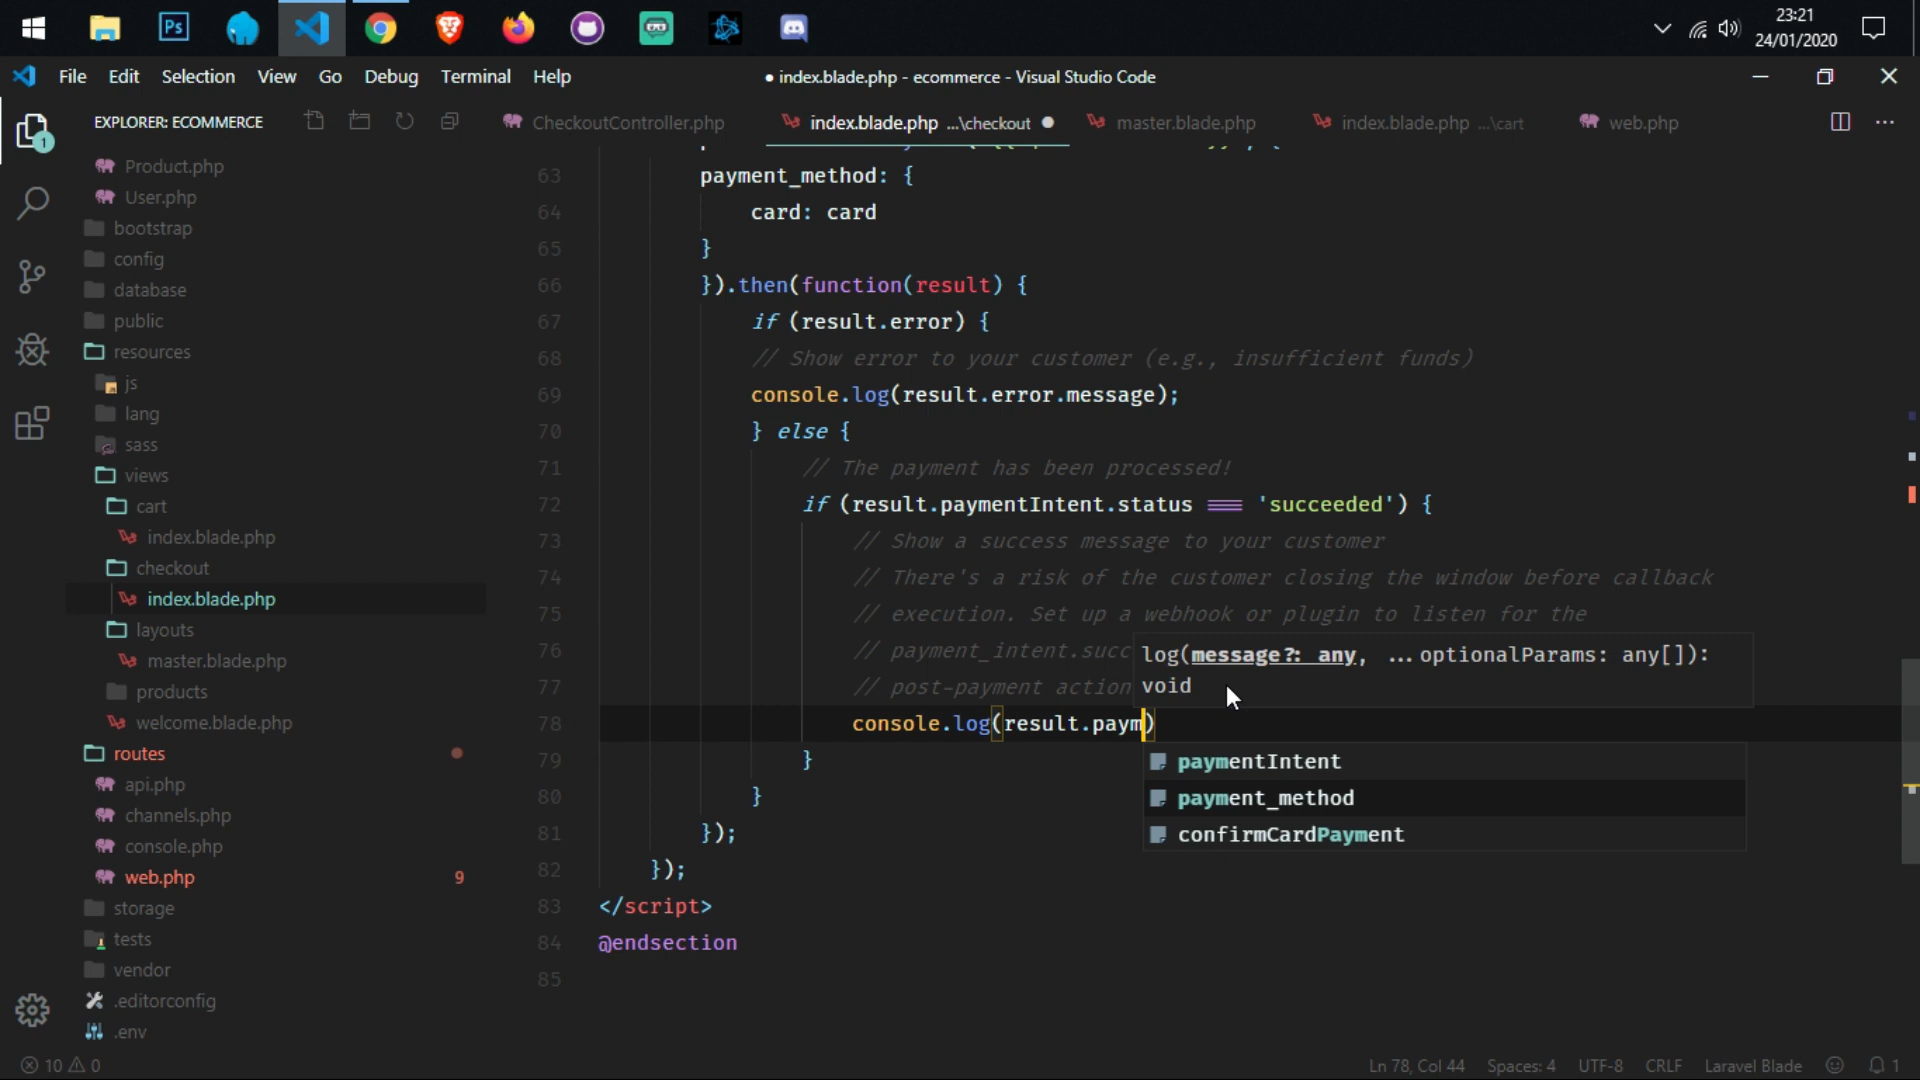 Ps
23:21
24/01/2020
File Edit Selection View Go Debug Terminal Help
● index.blade.php - ecommerce - Visual Studio Code
EXPLORER: ECOMMERCE
CheckoutController.php
index.blade.php ...\checkout
master.blade.php
index.blade.php ...\cart
web.php
1
Product.php
User.php
bootstrap
config
database
public
resources
js
lang
sass
views
cart
index.blade.php
checkout
index.blade.php
layouts
master.blade.php
products
welcome.blade.php
routes
api.php
channels.php
console.php
web.php 9
storage
tests
vendor
.editorconfig
.env
63 payment_method: {
64 card: card
65 }
66 }).then(function(result) {
67 if (result.error) {
68 // Show error to your customer (e.g., insufficient funds)
69 console.log(result.error.message);
70 } else {
71 // The payment has been processed!
72 if (result.paymentIntent.status === 'succeeded') {
73 // Show a success message to your customer
74 // There's a risk of the customer closing the window before callback
75 // execution. Set up a webhook or plugin to listen for the
76 // payment_intent.succ
77 // post-payment action
78 console.log(result.paym)
79 }
80 }
81 });
82 });
83 </script>
84 @endsection
85
log(message?: any, ...optionalParams: any[]):
void
paymentIntent
payment_method
confirmCardPayment
10 0
Ln 78, Col 44 Spaces: 4 UTF-8 CRLF Laravel Blade 1